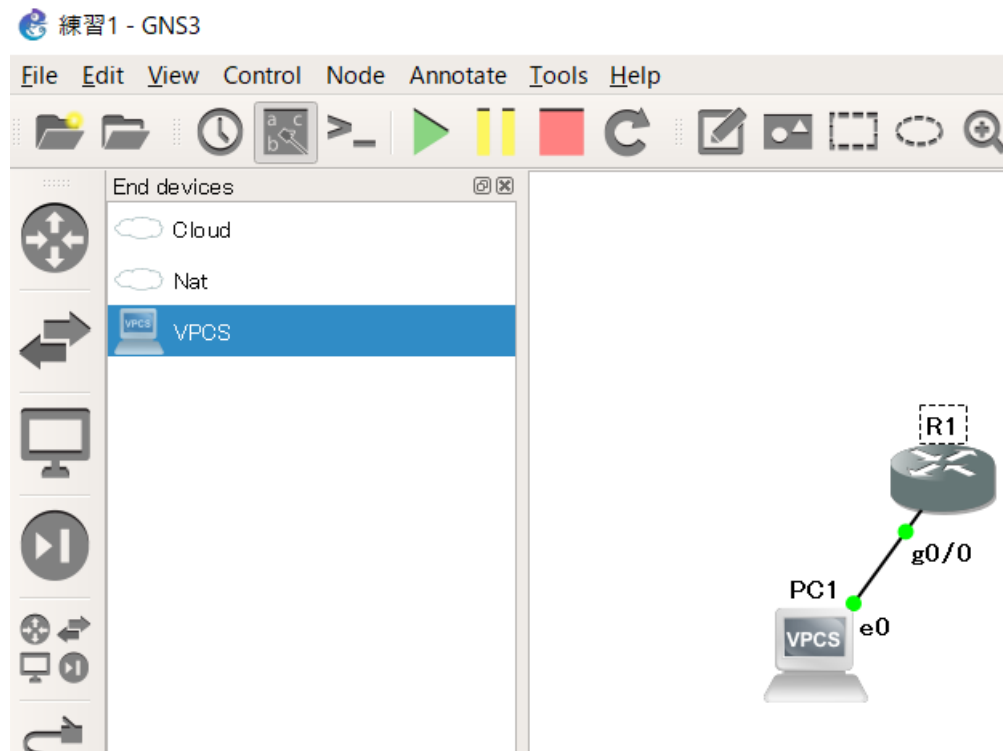 練習1 - GNS3
File Edit View Control Node Annotate Tools Help
a c
b
End devices
Cloud
Nat
VPCS
VPCS
R1
g0/0
PC1
e0
VPCS